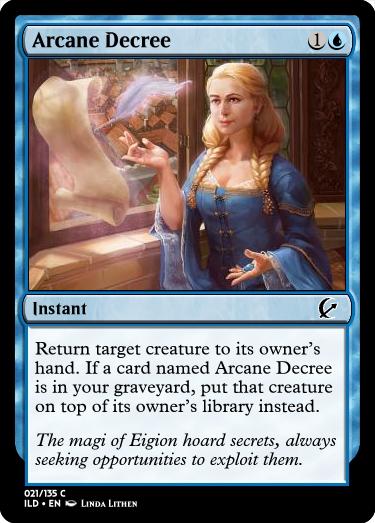 Arcane Decree 1
Instant
Return target creature to its owner's
hand. If a card named Arcane Decree
is in your graveyard, put that creature
on top of its owner's library instead.
The magi of Eigion hoard secrets, always
seeking opportunities to exploit them.
021/135 C
ILD • EN Linda Lithen